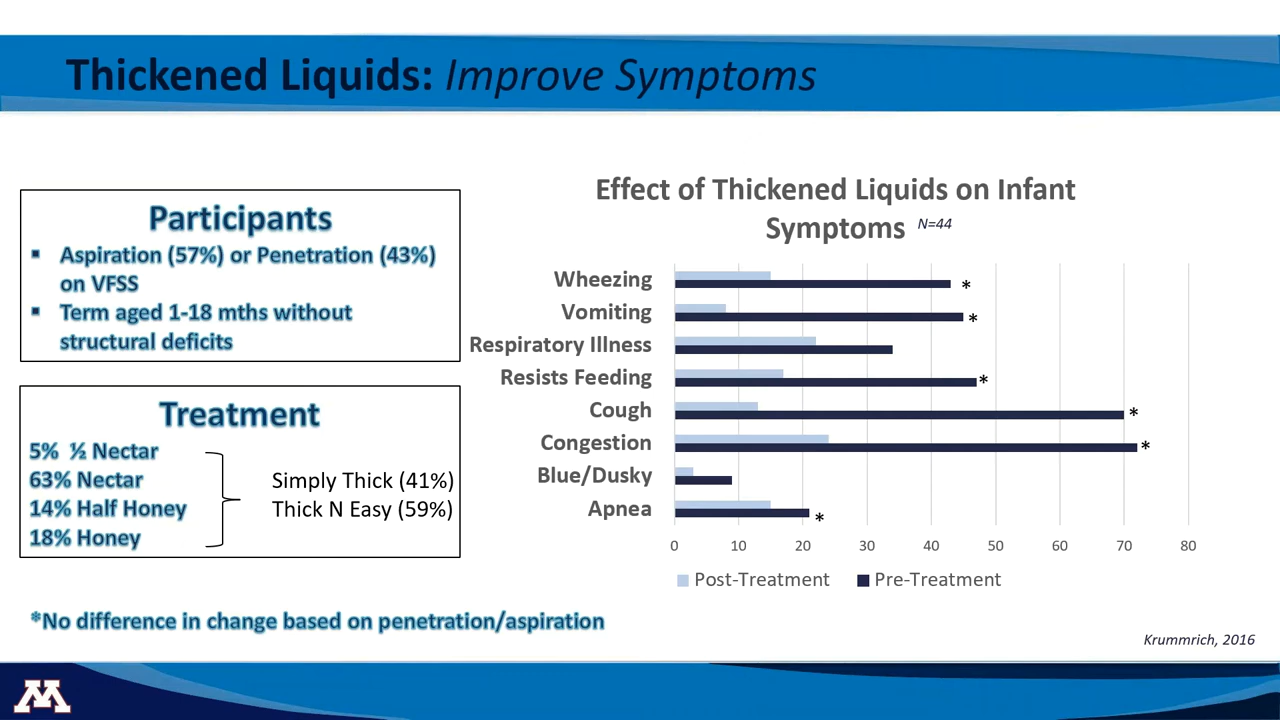 Thickened Liquids: Improve Symptoms
Participants
▪ Aspiration (57%) or Penetration (43%)
on VFSS
▪ Term aged 1-18 mths without
structural deficits
Treatment
5% ½ Nectar
63% Nectar
14% Half Honey
18% Honey
Simply Thick (41%)
Thick N Easy (59%)
*No difference in change based on penetration/aspiration
Effect of Thickened Liquids on Infant
Symptoms N=44
Wheezing *
Vomiting *
Respiratory Illness
Resists Feeding *
Cough *
Congestion *
Blue/Dusky
Apnea *
0 10 20 30 40 50 60 70 80
Post-Treatment Pre-Treatment
Krummrich, 2016
M